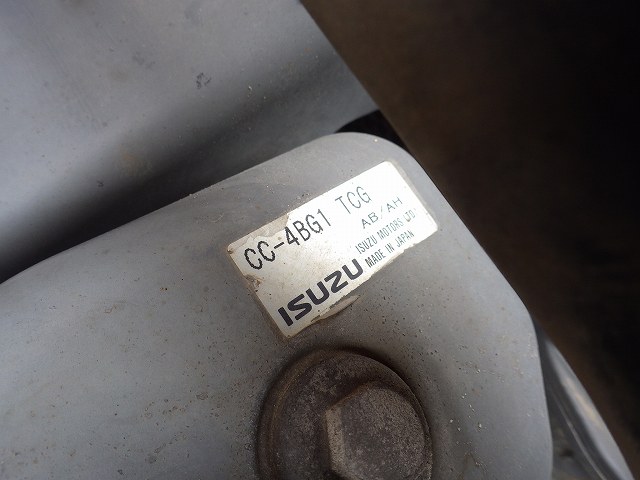 CC-4BG1 TCG
AB/AH
ISUZU
ISUZU MOTORS LTD.
MADE IN JAPAN